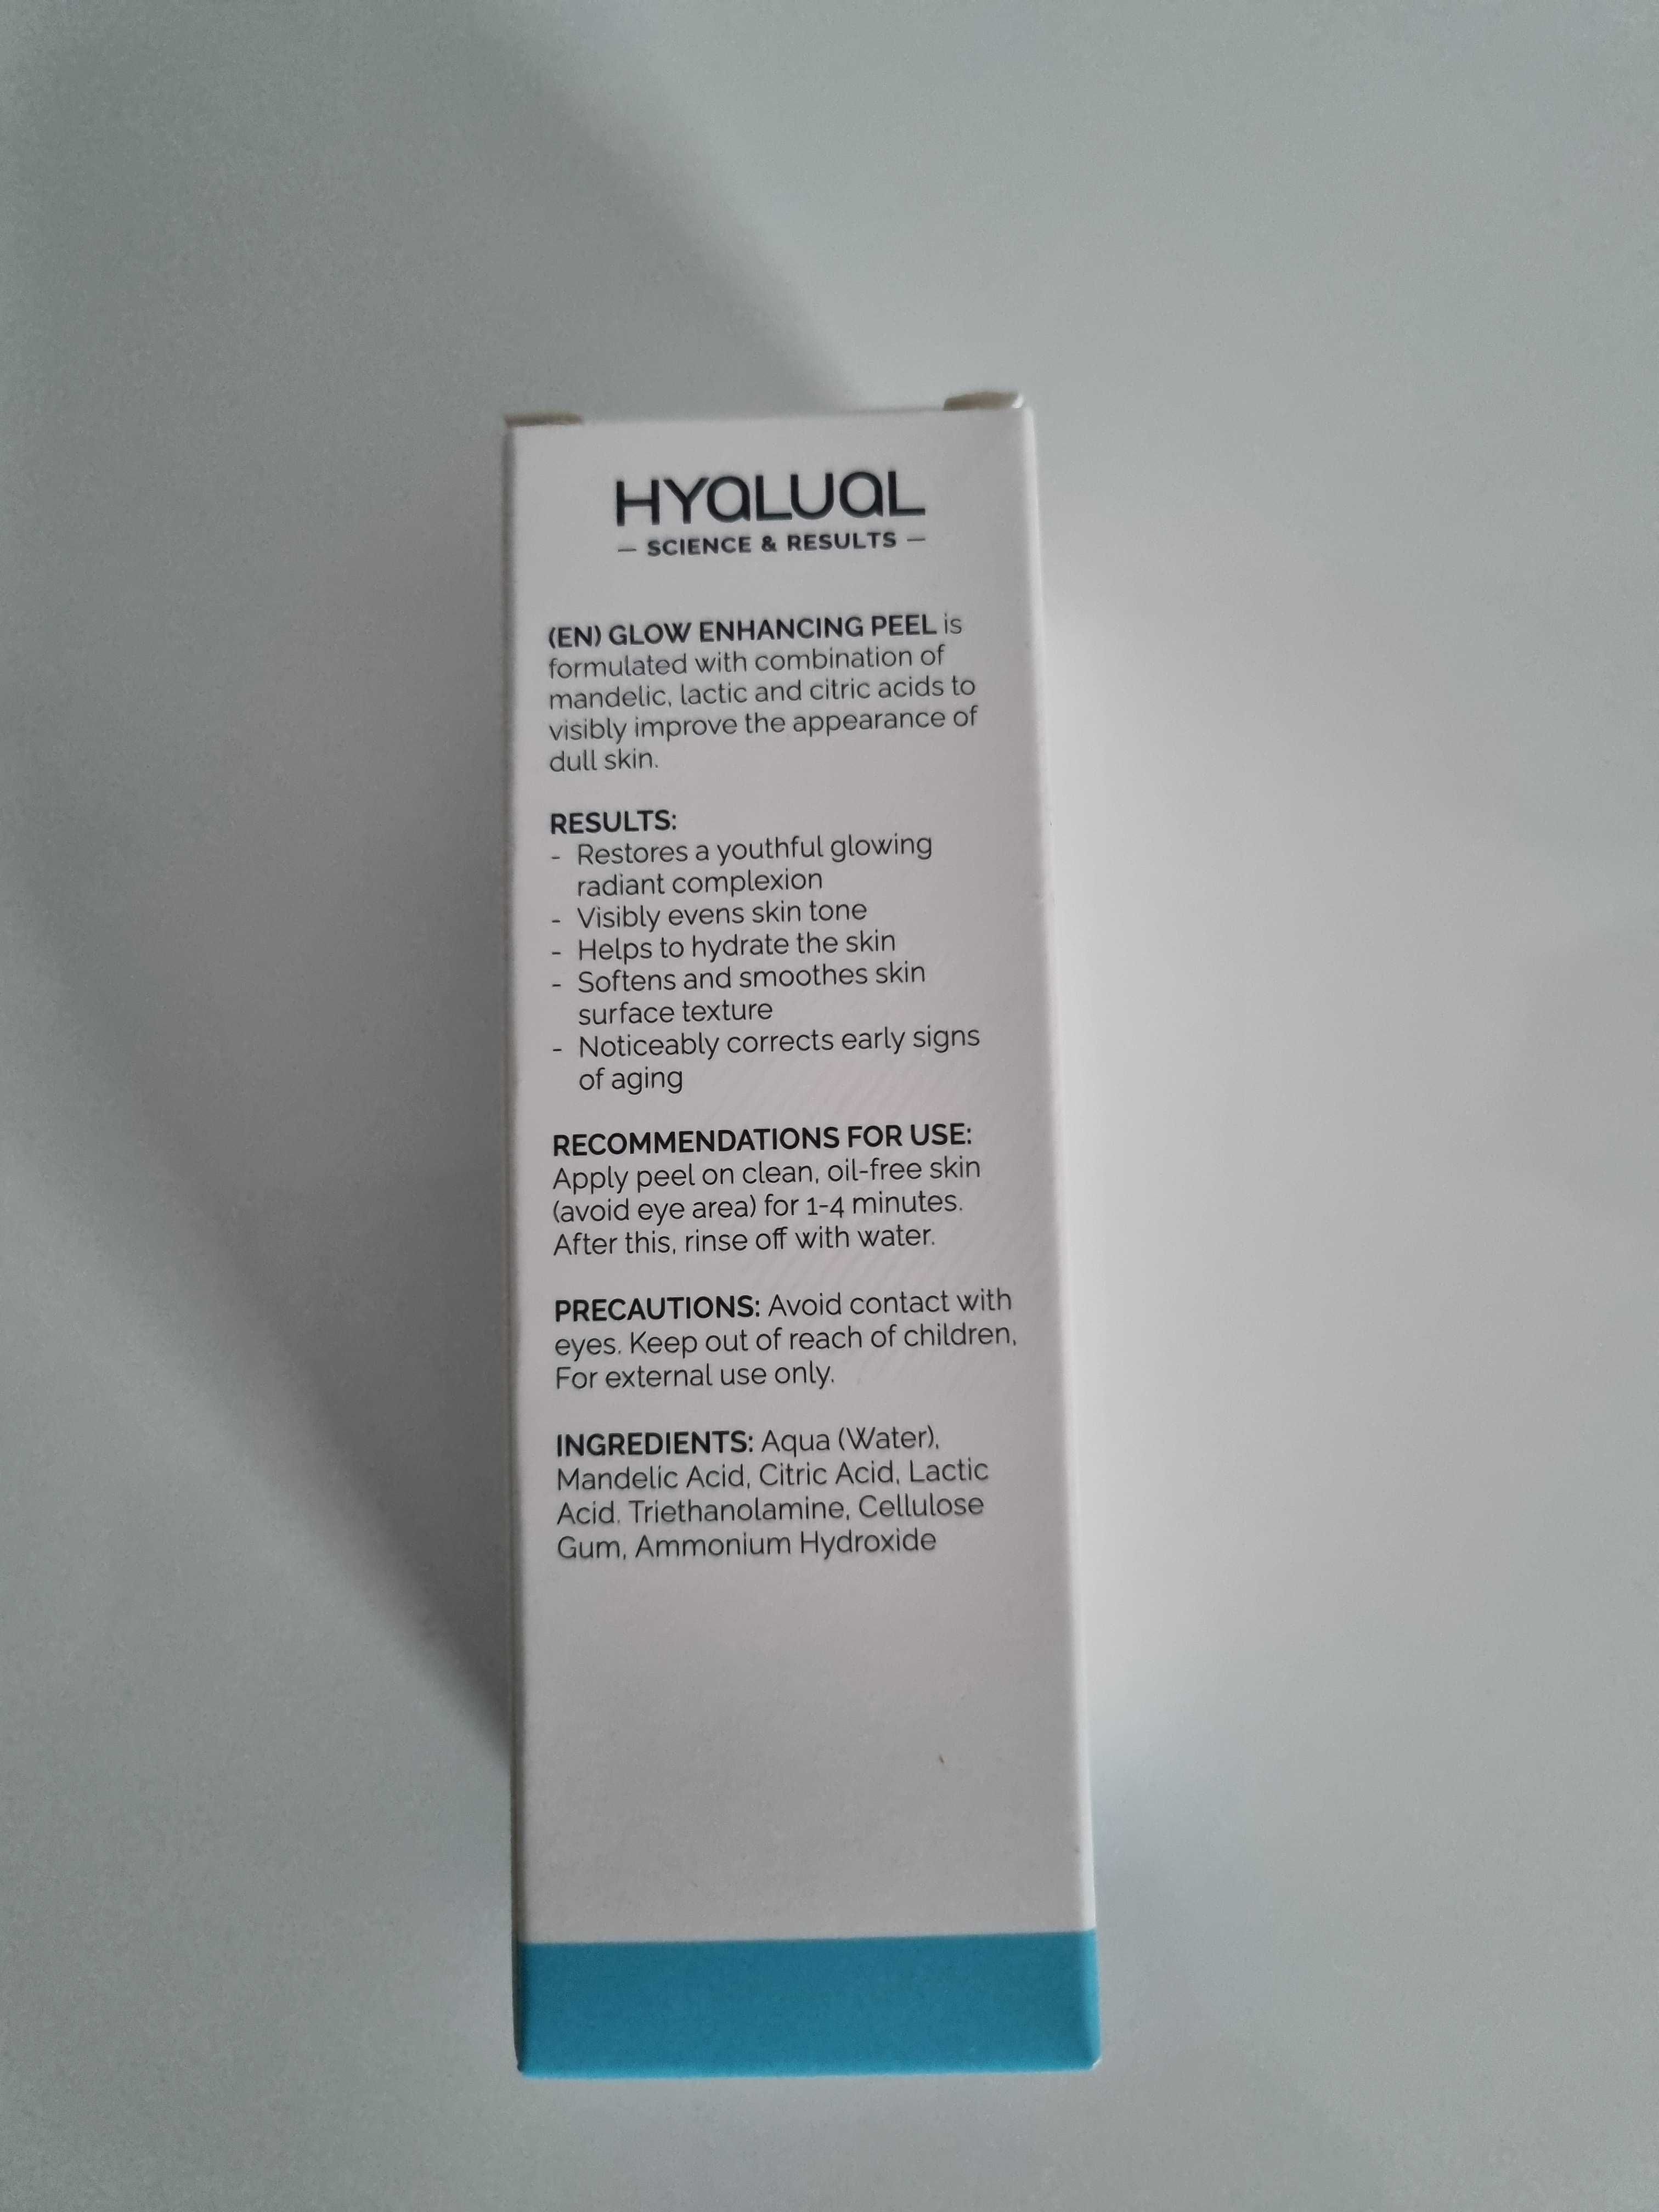 HYALUAL
— SCIENCE & RESULTS —
(EN) GLOW ENHANCING PEEL is
formulated with combination of
mandelic, lactic and citric acids to
visibly improve the appearance of
dull skin.
RESULTS:
- Restores a youthful glowing
radiant complexion
- Visibly evens skin tone
- Helps to hydrate the skin
- Softens and smoothes skin
surface texture
- Noticeably corrects early signs
of aging
RECOMMENDATIONS FOR USE:
Apply peel on clean, oil-free skin
(avoid eye area) for 1-4 minutes.
After this, rinse off with water.
PRECAUTIONS: Avoid contact with
eyes. Keep out of reach of children,
For external use only.
INGREDIENTS: Aqua (Water),
Mandelic Acid, Citric Acid, Lactic
Acid. Triethanolamine, Cellulose
Gum, Ammonium Hydroxide